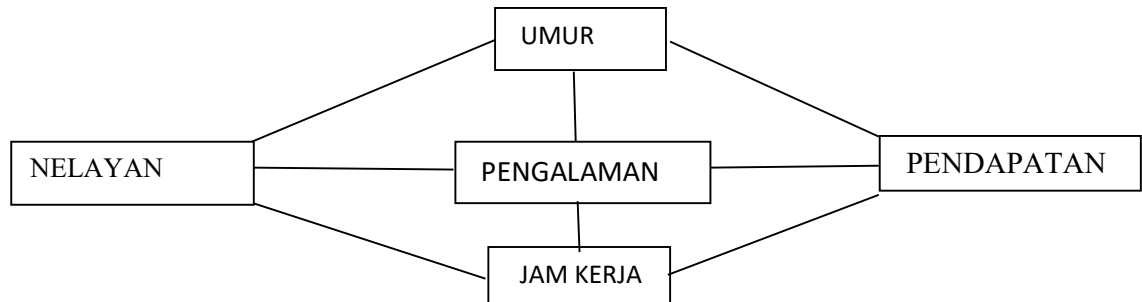 UMUR
NELAYAN
PENGALAMAN
PENDAPATAN
JAM KERJA